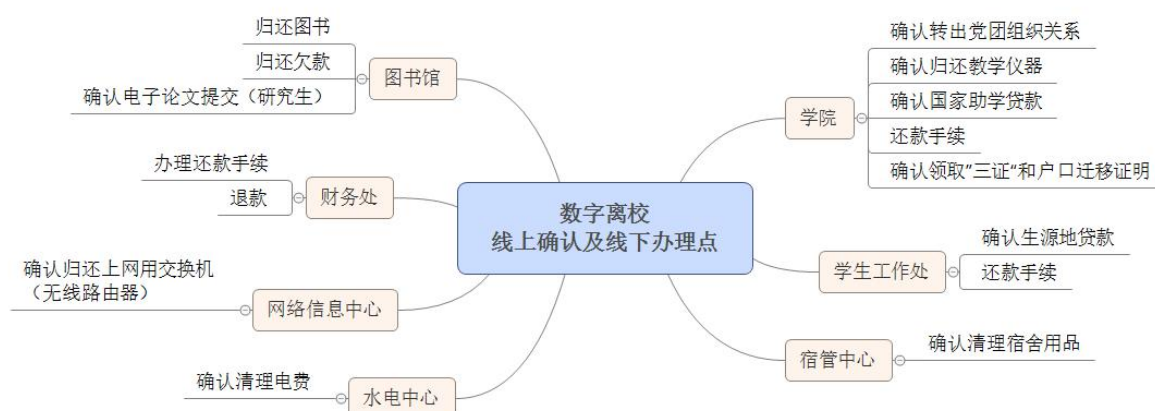 数字离校
线上确认及线下办理点
图书馆
归还图书
归还欠款
确认电子论文提交（研究生）
财务处
办理还款手续
退款
网络信息中心
确认归还上网用交换机
（无线路由器）
水电中心
确认清理电费
学院
确认转出党团组织关系
确认归还教学仪器
确认国家助学贷款
还款手续
确认领取”三证“和户口迁移证明
学生工作处
确认生源地贷款
还款手续
宿管中心
确认清理宿舍用品